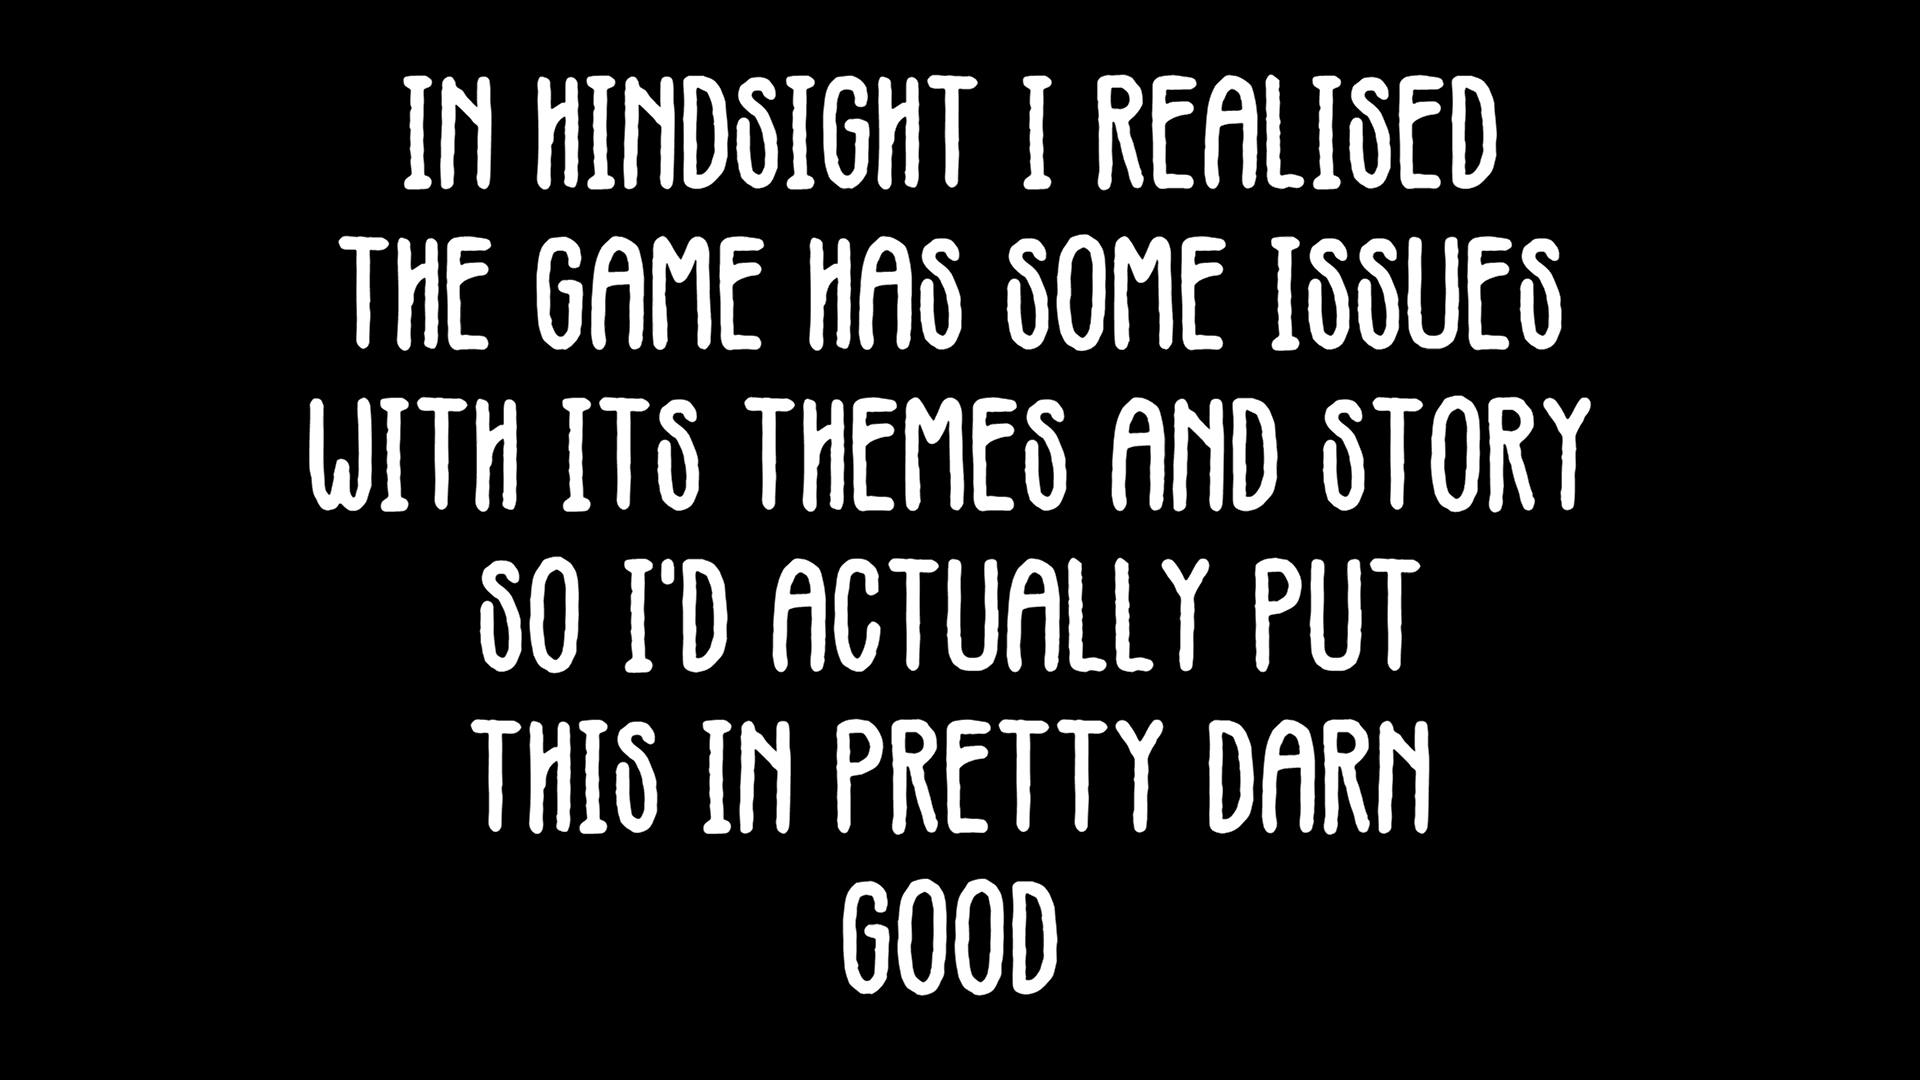 IN HINDSIGHT I REALISED
THE GAME HAS SOME ISSUES
WITH ITS THEMES AND STORY
SO I'D ACTUALLY PUT
THIS IN PRETTY DARN
GOOD